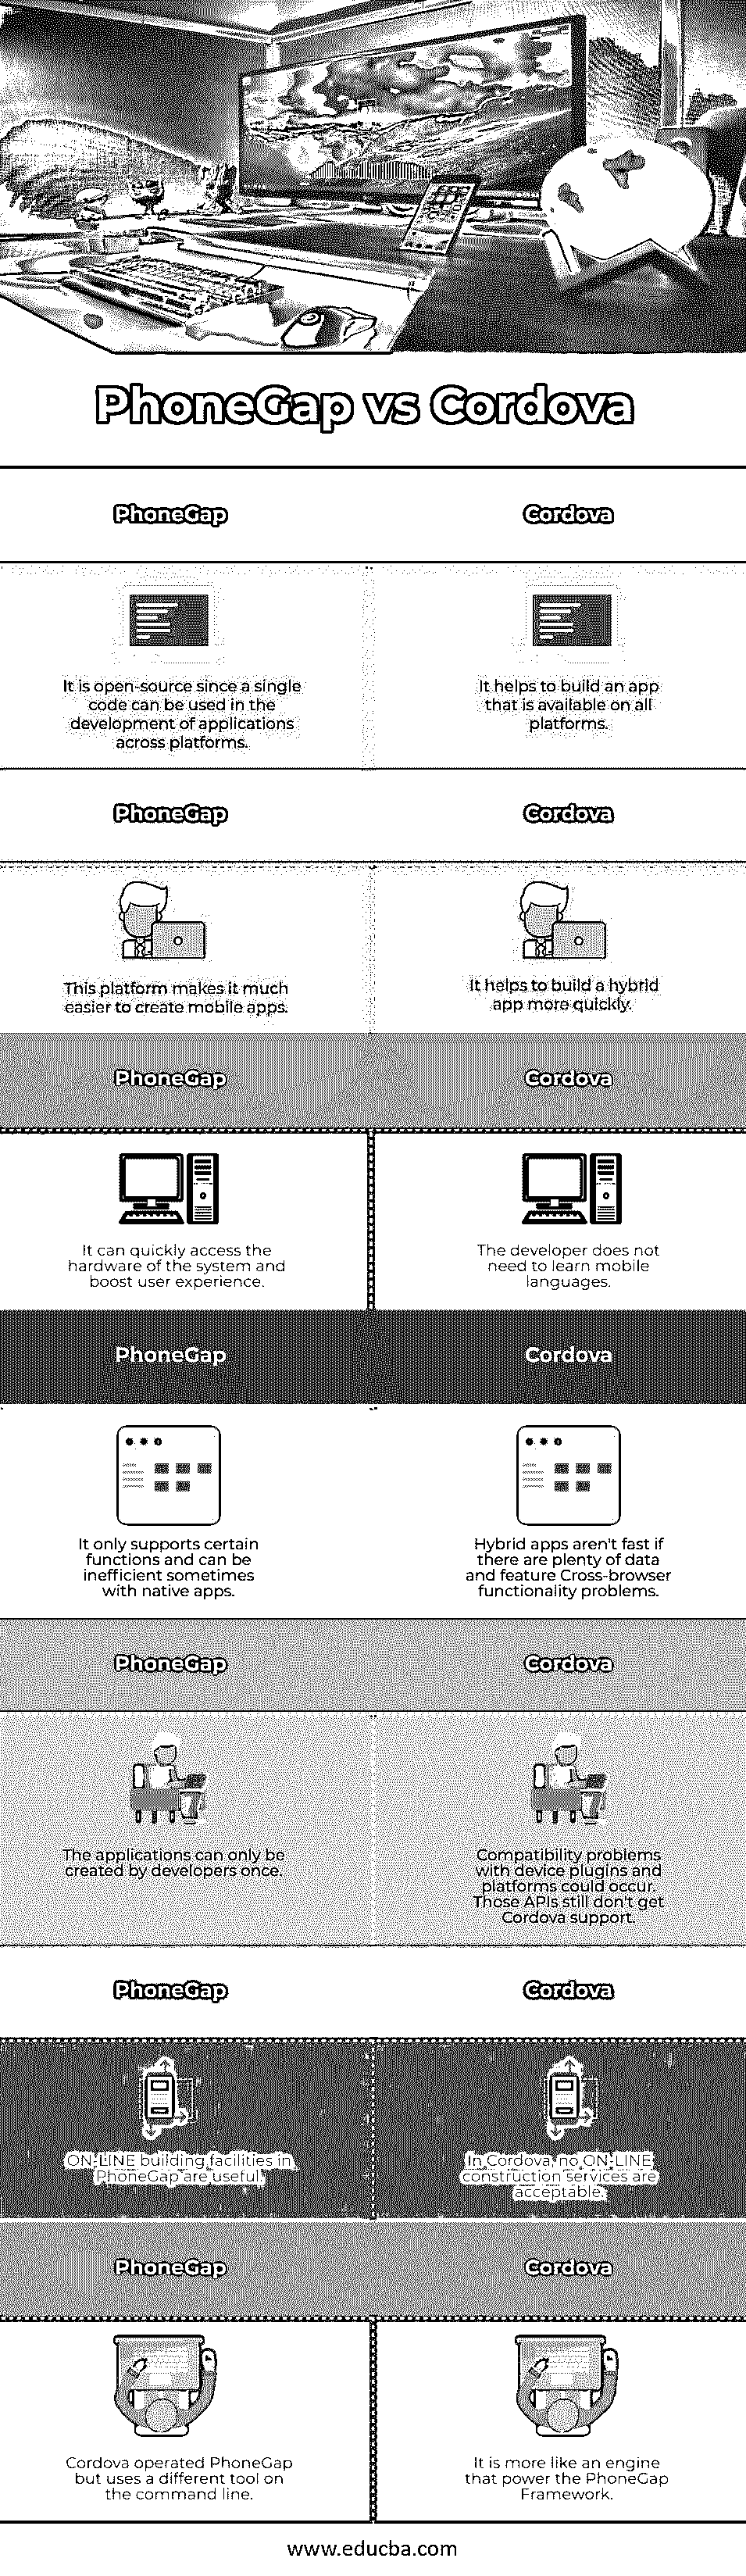 PhoneGap vs Cordova
PhoneGap
Cordova
It is open-source since a single
code can be used in the
development of applications
across platforms.
It helps to build an app
that is available on all
platforms.
PhoneGap
Cordova
This platform makes it much
easier to create mobile apps.
It helps to build a hybrid
app more quickly.
PhoneGap
Cordova
It can quickly access the
hardware of the system and
boost user experience.
The developer does not
need to learn mobile
languages.
PhoneGap
Cordova
It only supports certain
functions and can be
inefficient sometimes
with native apps.
Hybrid apps aren't fast if
there are plenty of data
and feature Cross-browser
functionality problems.
PhoneGap
Cordova
The applications can only be
created by developers once.
Compatibility problems
with device plugins and
platforms could occur.
Those APIs still don't get
Cordova support.
PhoneGap
Cordova
ON-LINE building facilities in
PhoneGap are useful.
In Cordova, no ON-LINE
construction services are
acceptable.
PhoneGap
Cordova
Cordova operated PhoneGap
but uses a different tool on
the command line.
It is more like an engine
that power the PhoneGap
Framework.
www.educba.com